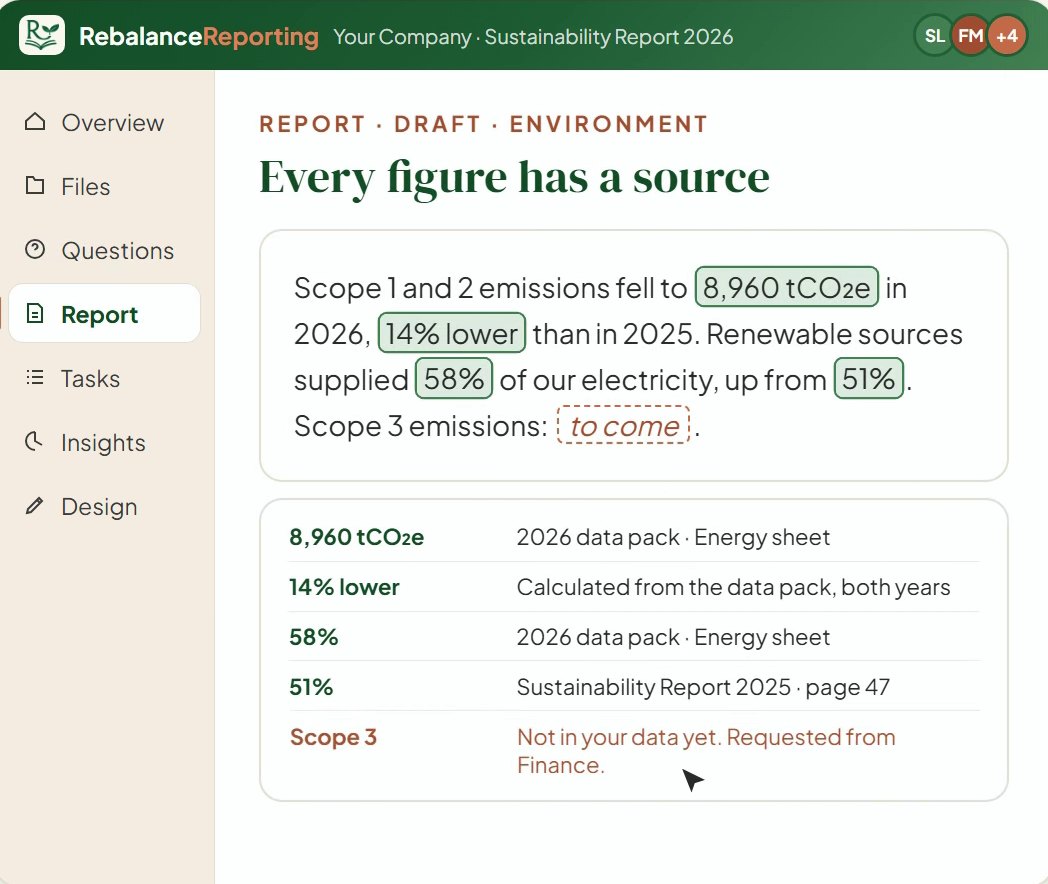 RebalanceReporting Your Company · Sustainability Report 2026 SL FM +4
Overview
Files
Questions
Report
Tasks
Insights
Design
REPORT · DRAFT · ENVIRONMENT
Every figure has a source
Scope 1 and 2 emissions fell to 8,960 tCO₂e in
2026, 14% lower than in 2025. Renewable sources
supplied 58% of our electricity, up from 51%.
Scope 3 emissions: to come.
8,960 tCO₂e 2026 data pack · Energy sheet
14% lower Calculated from the data pack, both years
58% 2026 data pack · Energy sheet
51% Sustainability Report 2025 · page 47
Scope 3 Not in your data yet. Requested from
Finance.